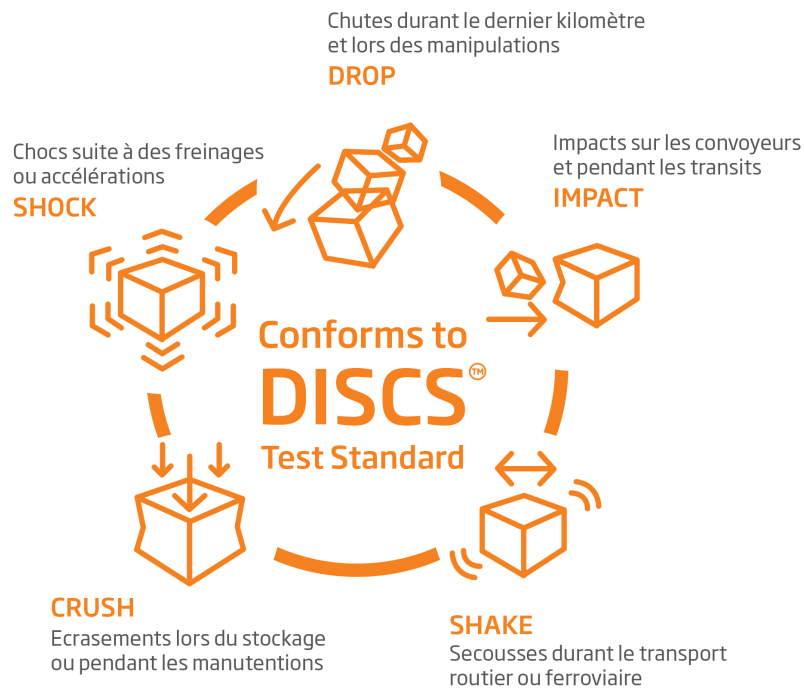 Chutes durant le dernier kilomètre
et lors des manipulations
DROP
Impacts sur les convoyeurs
et pendant les transits
IMPACT
Chocs suite à des freinages
ou accélérations
SHOCK
Conforms to
DISCS™
Test Standard
CRUSH
Ecrasements lors du stockage
ou pendant les manutentions
SHAKE
Secousses durant le transport
routier ou ferroviaire